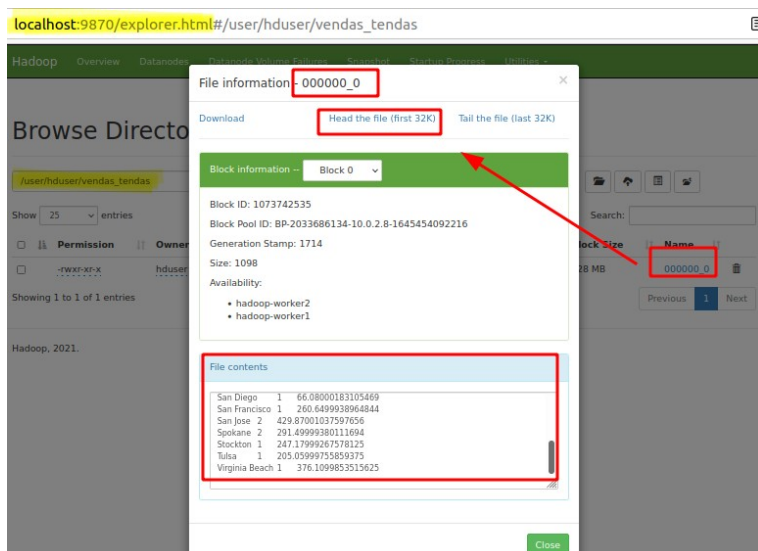 localhost:9870/explorer.html#/user/hduser/vendas_tendas
Hadoop Overview Datanodes Datanode Volume Failures Snapshot Startup Progress Utilities
File information - 000000_0 ×
Download Head the file (first 32K) Tail the file (last 32K)
Browse Directo
Block information -- Block 0
/user/hduser/vendas_tendas
Block ID: 1073742535
Block Pool ID: BP-2033686134-10.0.2.8-1645454092216
Show 25 entries Search:
Generation Stamp: 1714
Permission Owner lock Size Name
Size: 1098
-rwxr-xr-x hduser 28 MB 000000_0
Availability:
Showing 1 to 1 of 1 entries Previous 1 Next
• hadoop-worker2
• hadoop-worker1
Hadoop, 2021.
File contents
San Diego 1 66.08000183105469
San Francisco 1 260.6499938964844
San Jose 2 429.87001037597656
Spokane 2 291.49999380111694
Stockton 1 247.17999267578125
Tulsa 1 205.05999755859375
Virginia Beach 1 376.1099853515625
Close